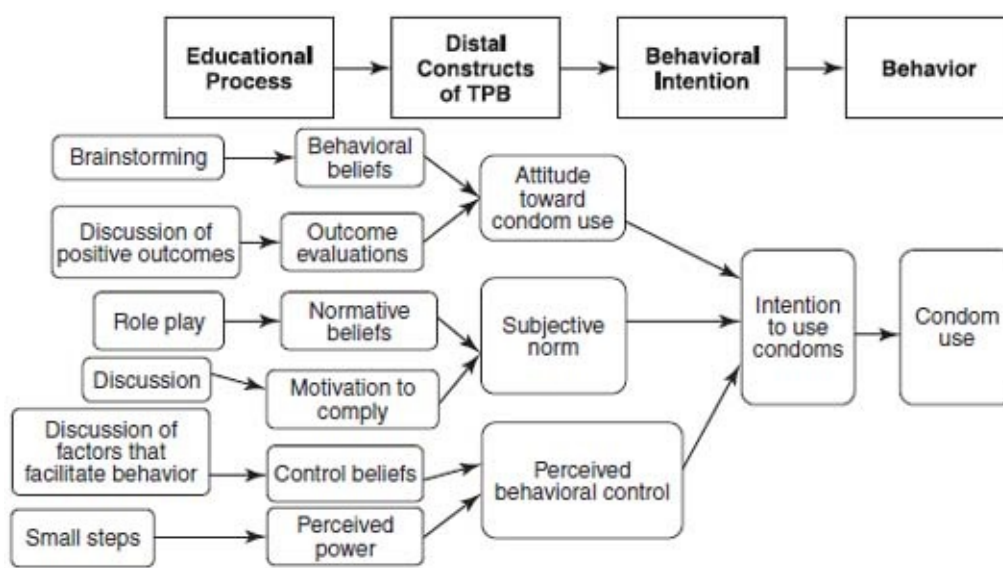 Educational
Process
Distal
Constructs
of TPB
Behavioral
Intention
Behavior
Brainstorming
Behavioral
beliefs
Attitude
toward
condom use
Discussion of
positive outcomes
Outcome
evaluations
Role play
Normative
beliefs
Subjective
norm
Intention
to use
condoms
Condom
use
Discussion
Motivation to
comply
Discussion of
factors that
facilitate behavior
Control beliefs
Perceived
behavioral control
Small steps
Perceived
power